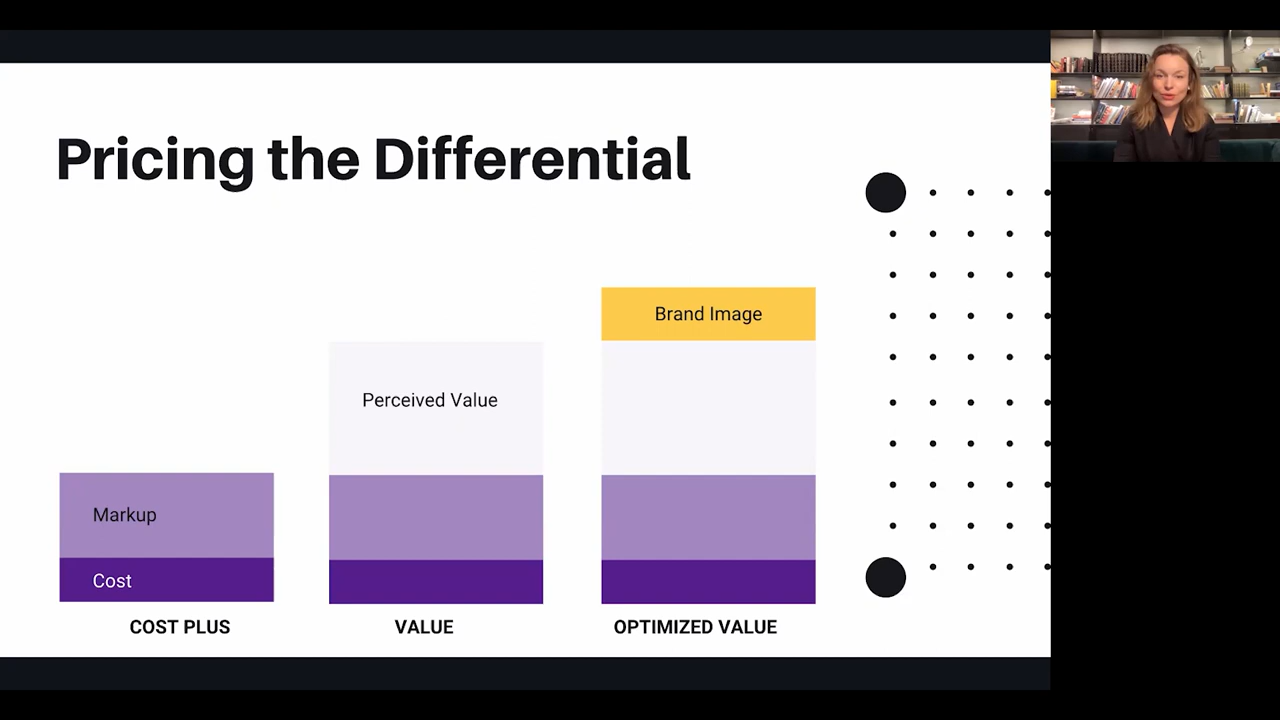 Pricing the Differential
Brand Image
Perceived Value
Markup
Cost
COST PLUS
VALUE
OPTIMIZED VALUE